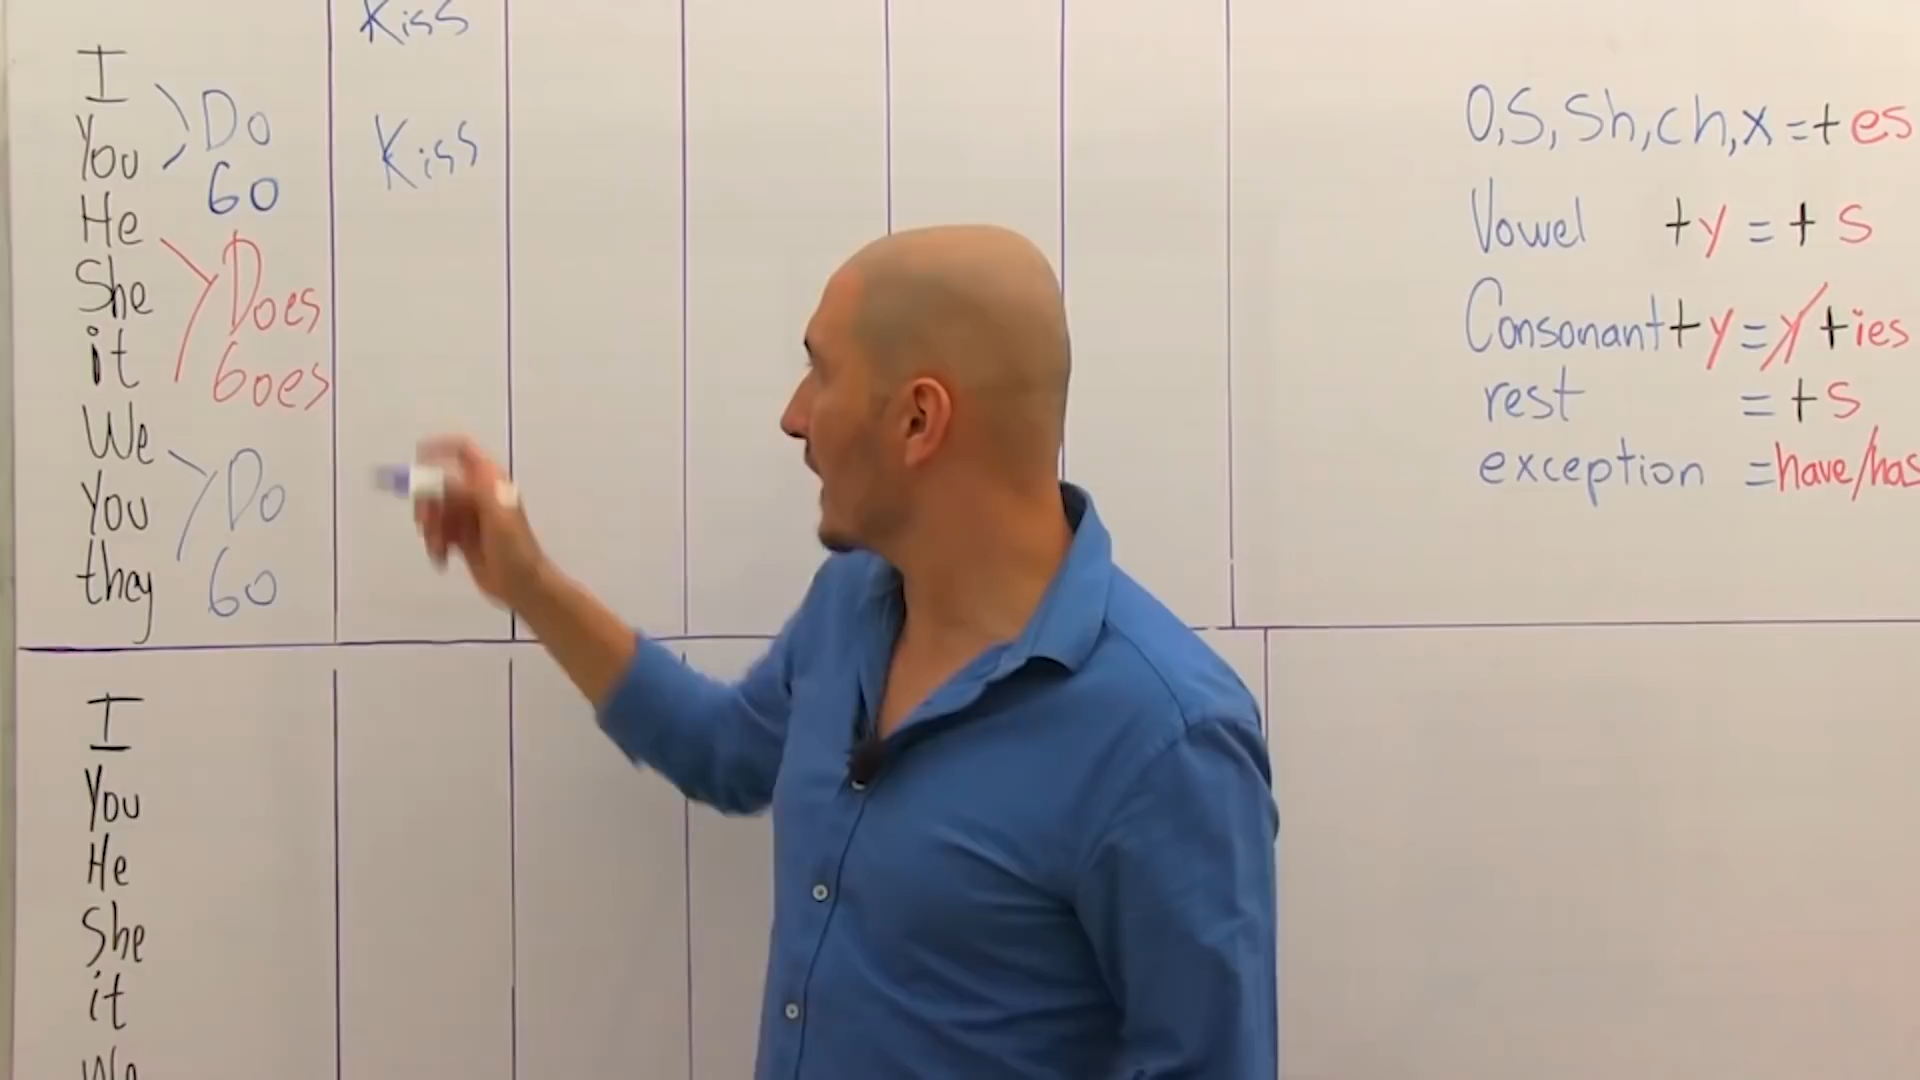 Kiss
I
You
Do
Go
He
She
it
Does
Goes
We
You
they
Do
Go
Kiss
O,S,Sh,ch,x=+es
Vowel +y=+s
Consonant+y=y+ies
rest =+s
exception =have/has
I
You
He
She
it
We